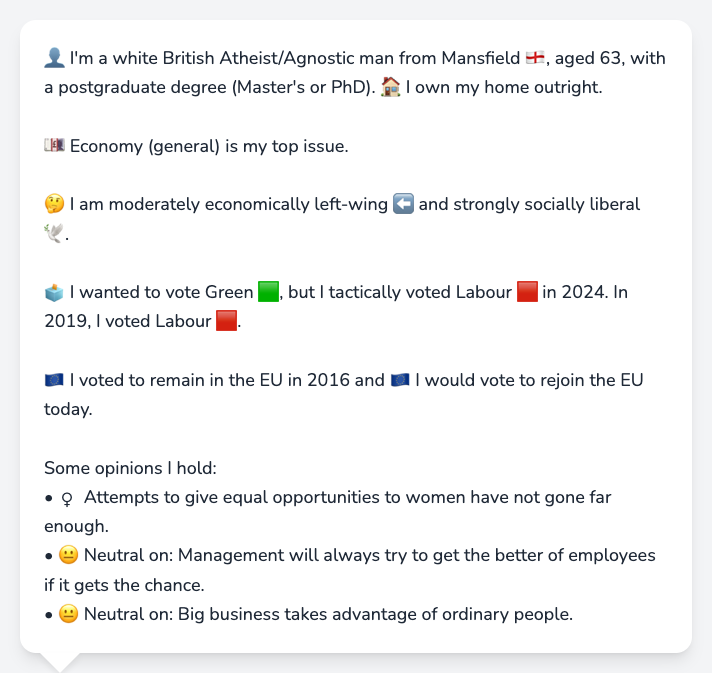 👤 I'm a white British Atheist/Agnostic man from Mansfield 🏴󠁧󠁢󠁥󠁮󠁧󠁿, aged 63, with
a postgraduate degree (Master's or PhD). 🏠 I own my home outright.
💷 Economy (general) is my top issue.
🤔 I am moderately economically left-wing ⬅️ and strongly socially liberal
🕊️.
🗳️ I wanted to vote Green 🟩, but I tactically voted Labour 🟥 in 2024. In
2019, I voted Labour 🟥.
🇪🇺 I voted to remain in the EU in 2016 and 🇪🇺 I would vote to rejoin the EU
today.
Some opinions I hold:
• ♀ Attempts to give equal opportunities to women have not gone far
enough.
• 😐 Neutral on: Management will always try to get the better of employees
if it gets the chance.
• 😐 Neutral on: Big business takes advantage of ordinary people.